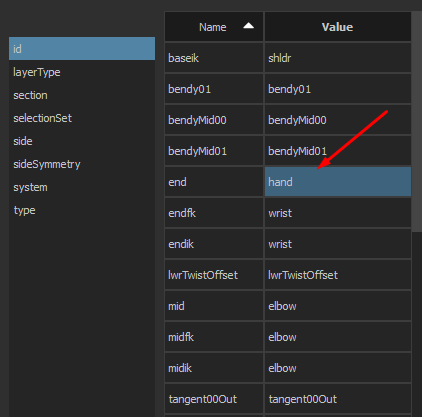 id
layerType
section
selectionSet
side
sideSymmetry
system
type
Name Value
baseik shldr
bendy01 bendy01
bendyMid00 bendyMid00
bendyMid01 bendyMid01
end hand
endfk wrist
endik wrist
lwrTwistOffset lwrTwistOffset
mid elbow
midfk elbow
midik elbow
tangent00Out tangent00Out